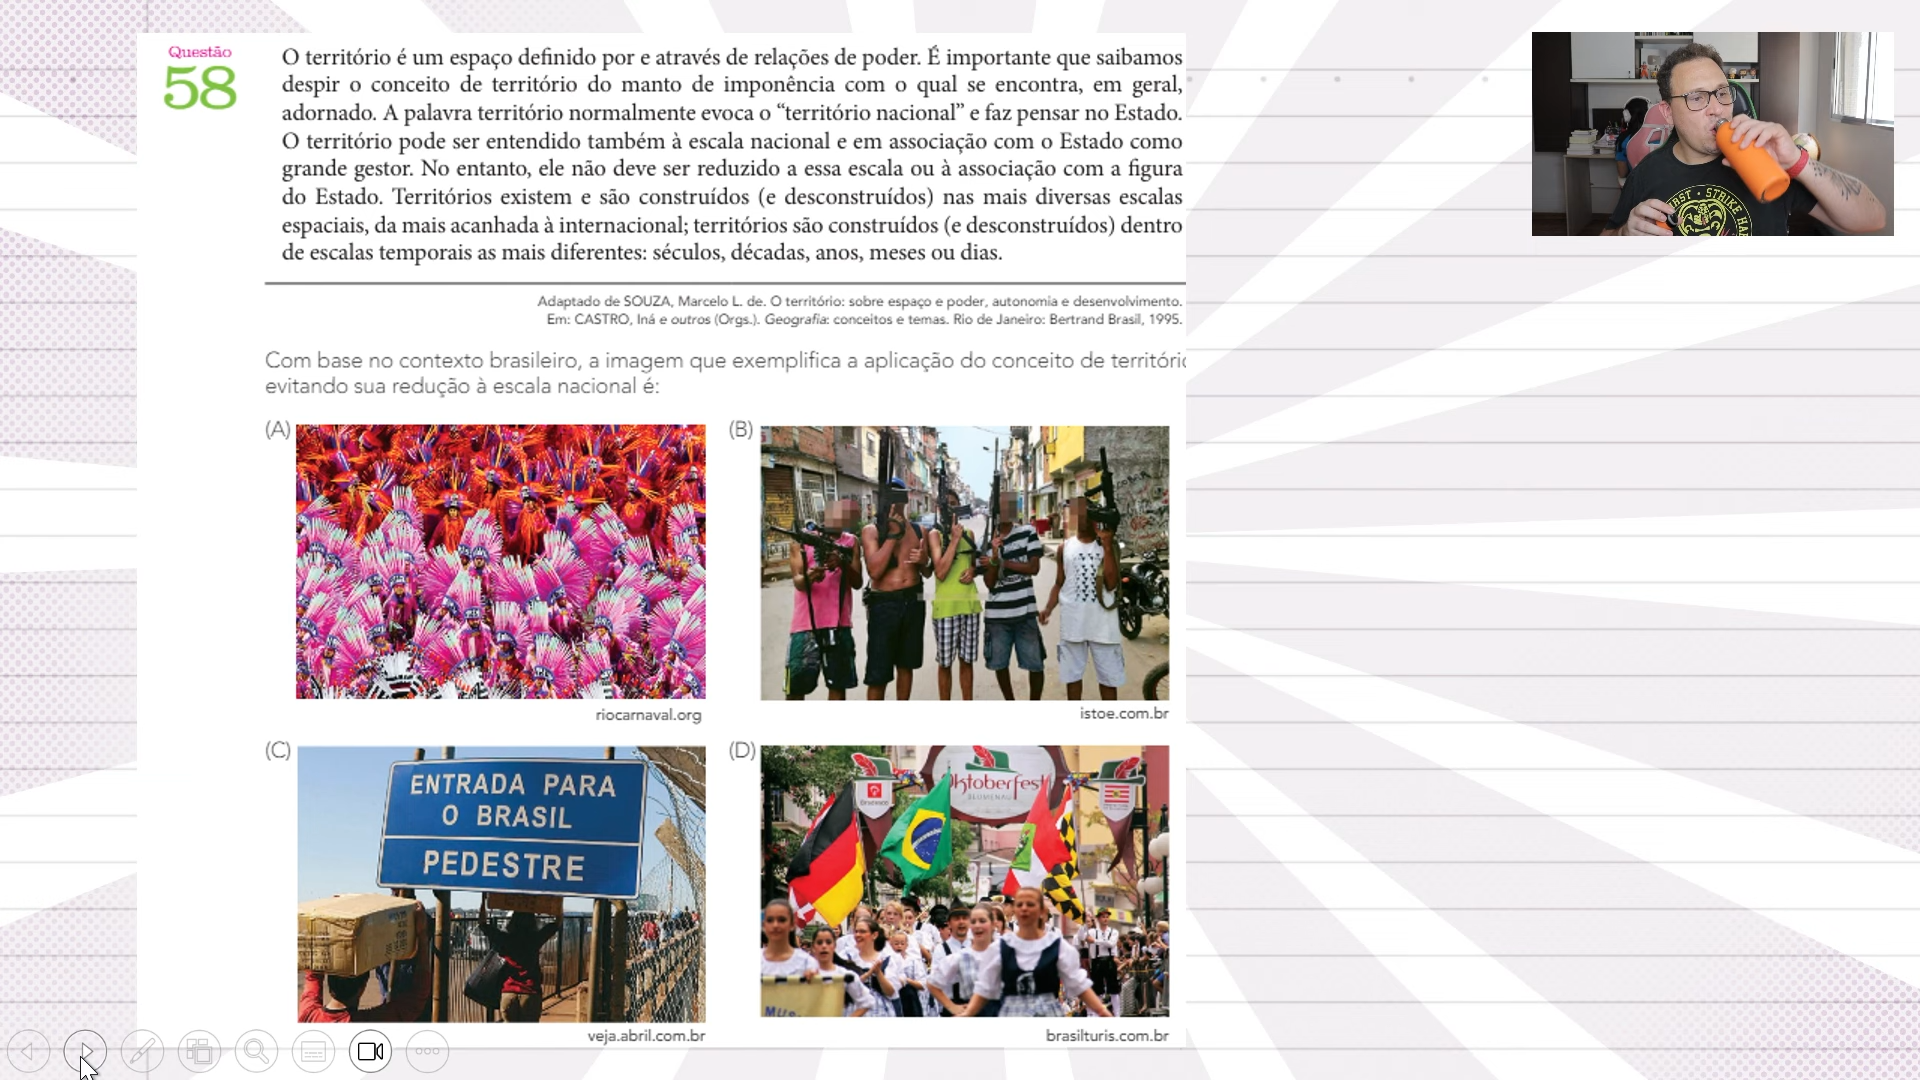 Questão
58
O território é um espaço definido por e através de relações de poder. É importante que saibamos
despir o conceito de território do manto de imponência com o qual se encontra, em geral,
adornado. A palavra território normalmente evoca o “território nacional” e faz pensar no Estado.
O território pode ser entendido também à escala nacional e em associação com o Estado como
grande gestor. No entanto, ele não deve ser reduzido a essa escala ou à associação com a figura
do Estado. Territórios existem e são construídos (e desconstruídos) nas mais diversas escalas
espaciais, da mais acanhada à internacional; territórios são construídos (e desconstruídos) dentro
de escalas temporais as mais diferentes: séculos, décadas, anos, meses ou dias.
Adaptado de SOUZA, Marcelo L. de. O território: sobre espaço e poder, autonomia e desenvolvimento.
Em: CASTRO, Iná e outros (Orgs.). Geografia: conceitos e temas. Rio de Janeiro: Bertrand Brasil, 1995.
Com base no contexto brasileiro, a imagem que exemplifica a aplicação do conceito de território
evitando sua redução à escala nacional é:
(A)
(B)
riocarnaval.org
istoe.com.br
(C)
ENTRADA PARA
O BRASIL
PEDESTRE
(D)
Oktoberfest
BLUMENAU
veja.abril.com.br
brasilturis.com.br